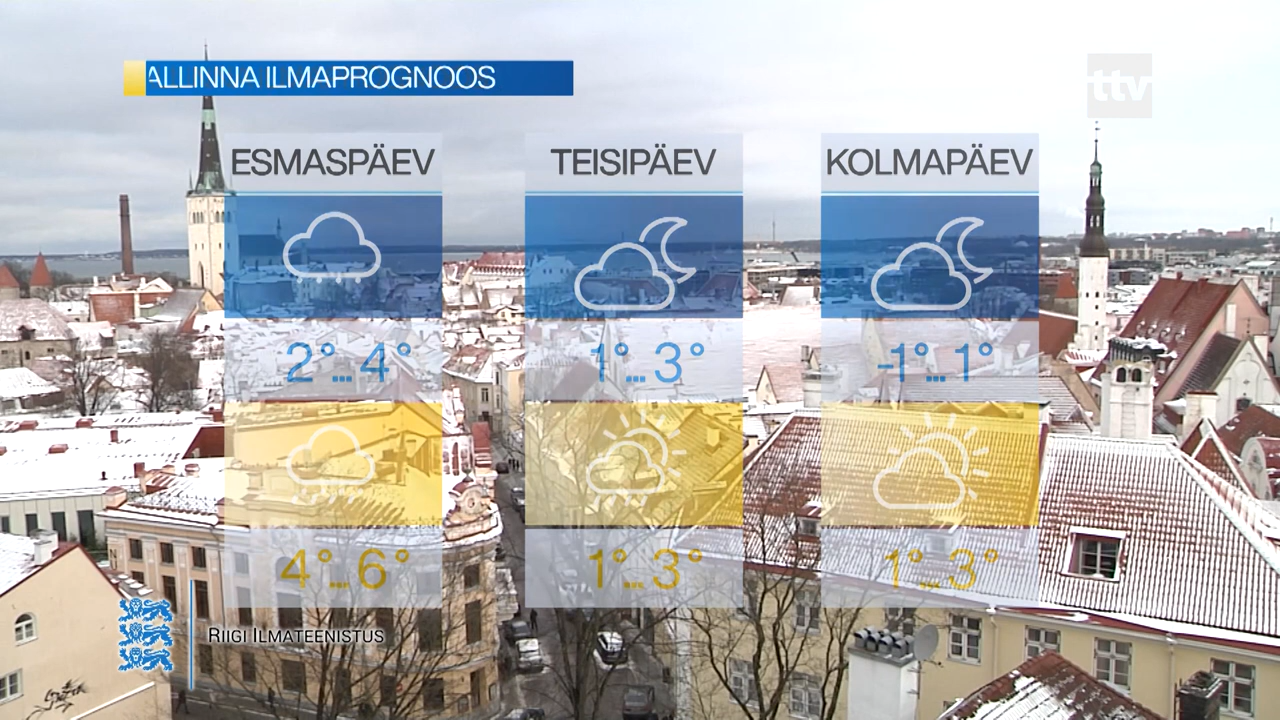 ALLINNA ILMAPROGNOOS
ttv
ESMASPÄEV
TEISIPÄEV
KOLMAPÄEV
2°...4°
1°...3°
-1°...1°
4°...6°
1°...3°
1°...3°
RIIGI ILMATEENISTUS